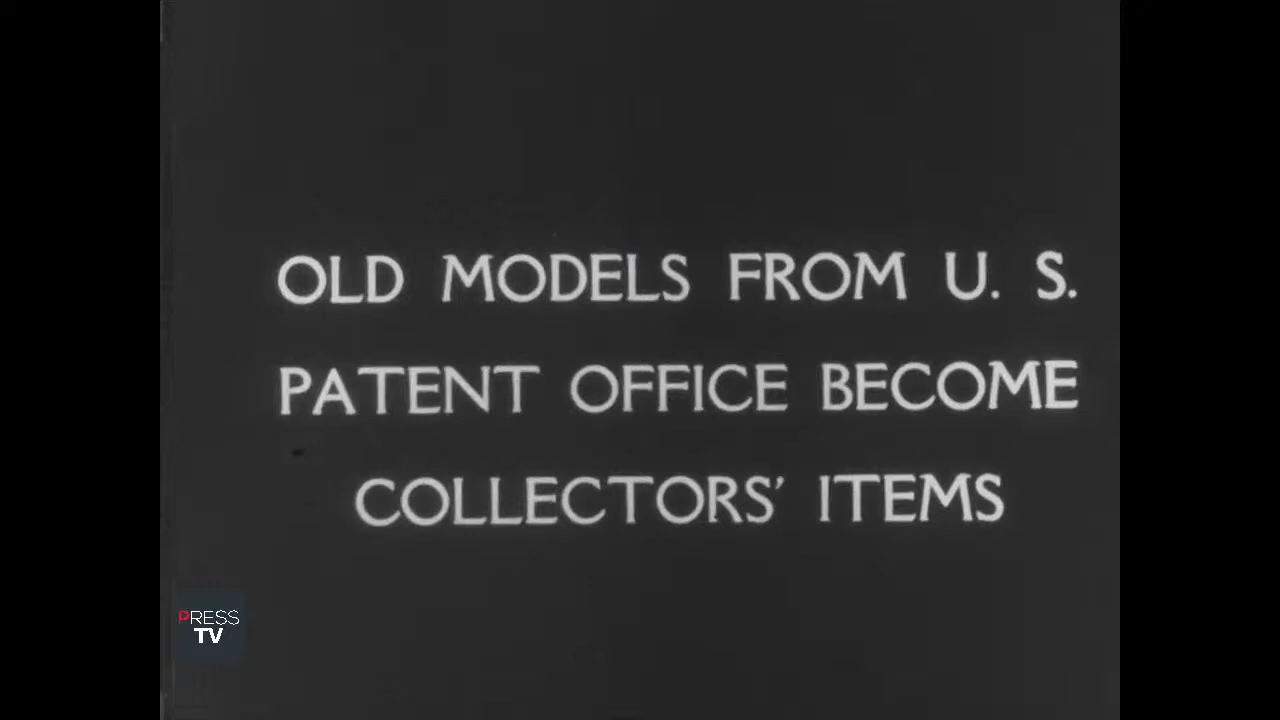 OLD MODELS FROM U. S.
PATENT OFFICE BECOME
COLLECTORS’ ITEMS
PRESS
TV